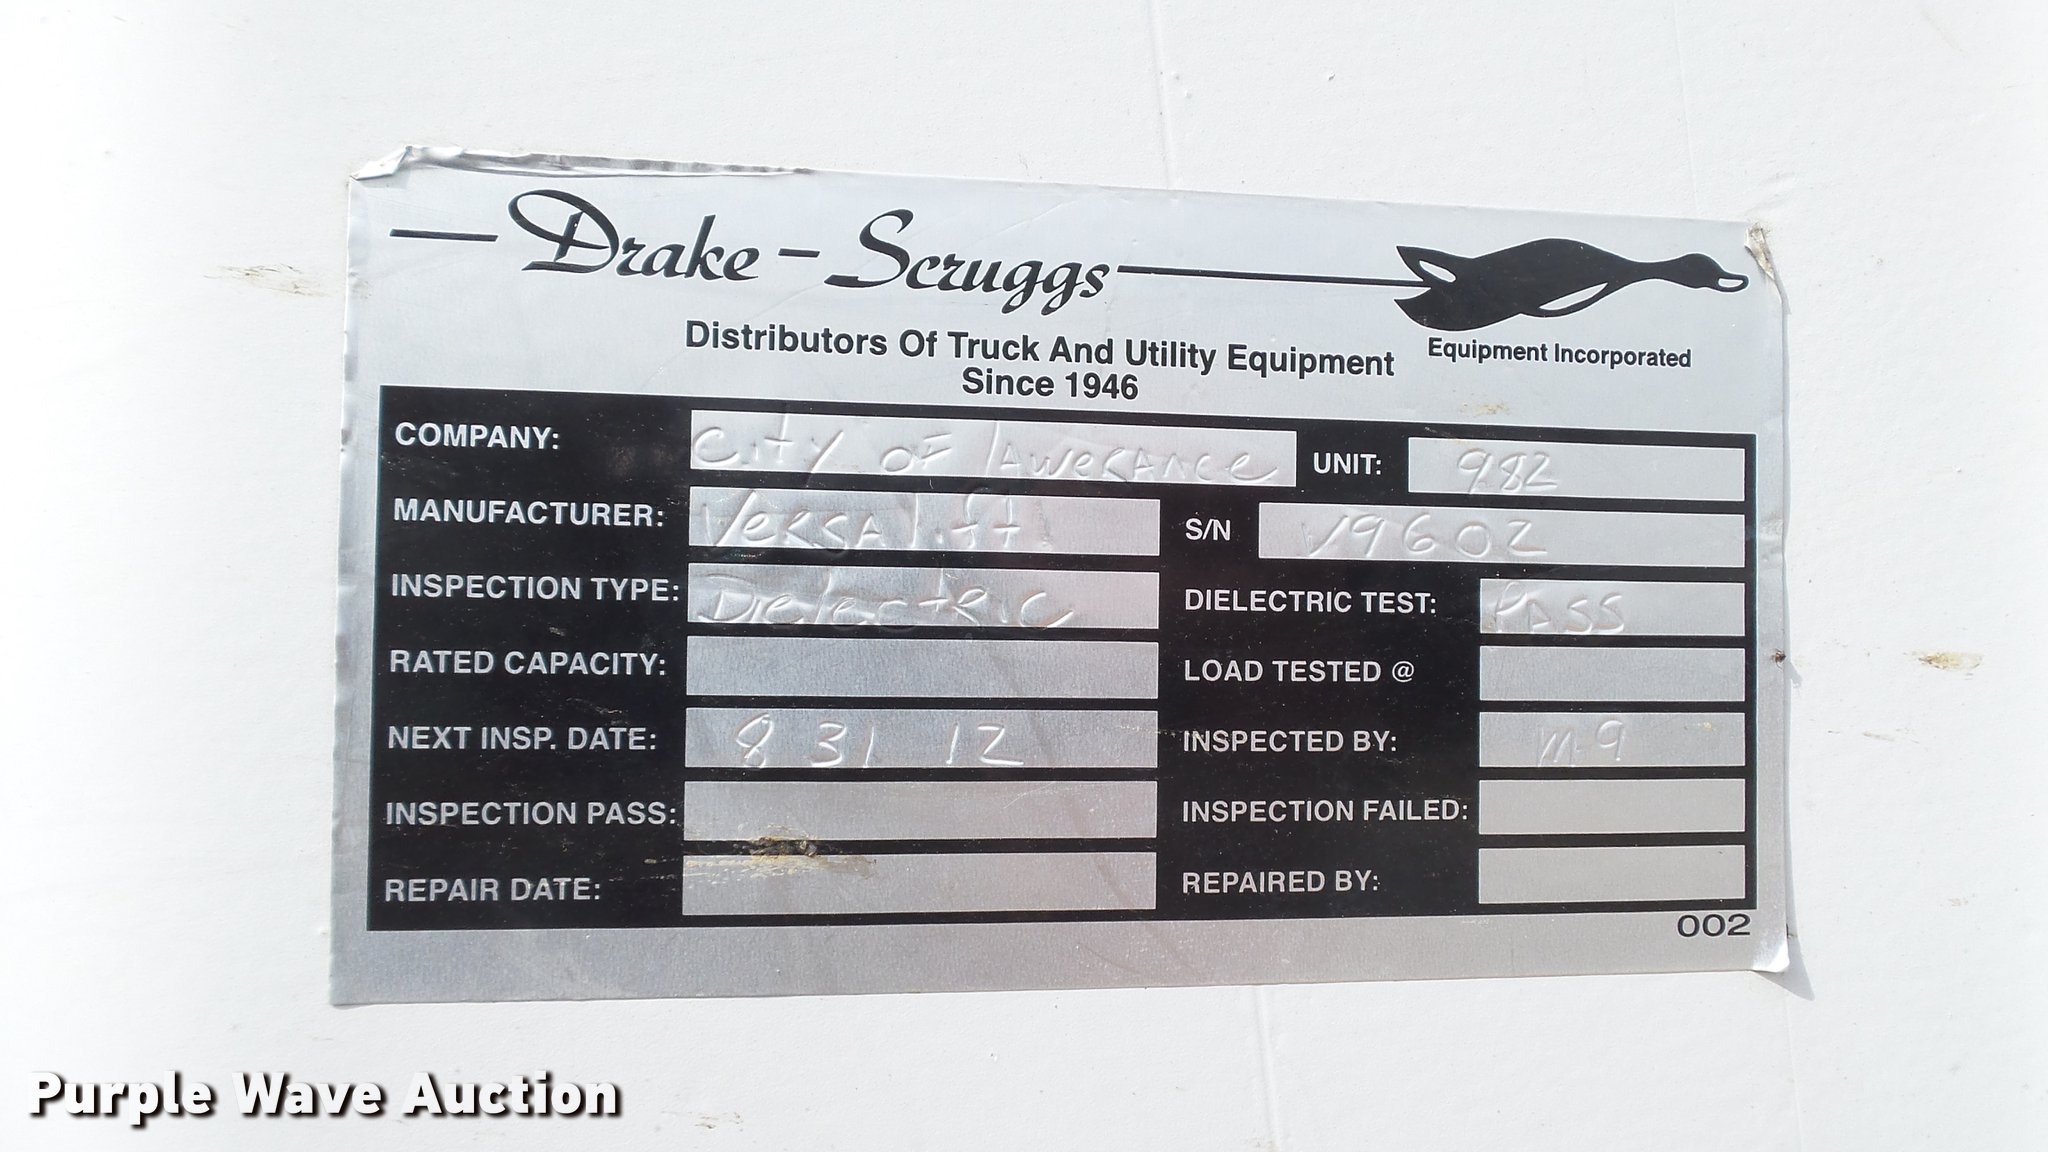 Drake - Scruggs
Distributors Of Truck And Utility Equipment
Since 1946
Equipment Incorporated
COMPANY: City OF lAWERANCe UNIT: 982
MANUFACTURER: VeRSAlift S/N V9602
INSPECTION TYPE: DIelectRIC DIELECTRIC TEST: PASS
RATED CAPACITY: LOAD TESTED @
NEXT INSP. DATE: 8 31 12 INSPECTED BY: M-9
INSPECTION PASS: INSPECTION FAILED:
REPAIR DATE: REPAIRED BY:
002
Purple Wave Auction